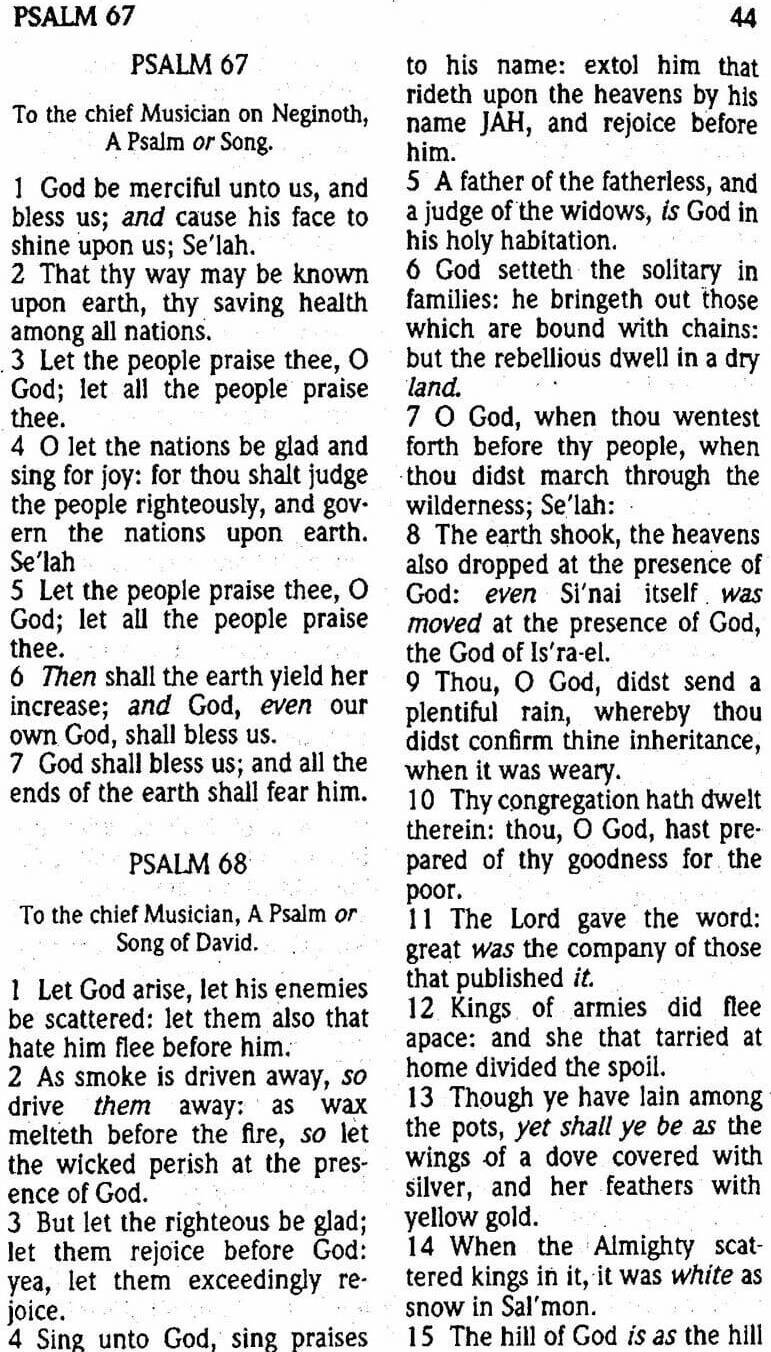 PSALM 67
44
PSALM 67
To the chief Musician on Neginoth,
A Psalm or Song.
1 God be merciful unto us, and
bless us; and cause his face to
shine upon us; Se'lah.
2 That thy way may be known
upon earth, thy saving health
among all nations.
3 Let the people praise thee, O
God; let all the people praise
thee.
4 O let the nations be glad and
sing for joy: for thou shalt judge
the people righteously, and gov-
ern the nations upon earth.
Se'lah
5 Let the people praise thee, O
God; let all the people praise
thee.
6 Then shall the earth yield her
increase; and God, even our
own God, shall bless us.
7 God shall bless us; and all the
ends of the earth shall fear him.
PSALM 68
To the chief Musician, A Psalm or
Song of David.
1 Let God arise, let his enemies
be scattered: let them also that
hate him flee before him.
2 As smoke is driven away, so
drive them away: as wax
melteth before the fire, so let
the wicked perish at the pres-
ence of God.
3 But let the righteous be glad;
let them rejoice before God:
yea, let them exceedingly re-
joice.
4 Sing unto God, sing praises
to his name: extol him that
rideth upon the heavens by his
name JAH, and rejoice before
him.
5 A father of the fatherless, and
a judge of the widows, is God in
his holy habitation.
6 God setteth the solitary in
families: he bringeth out those
which are bound with chains:
but the rebellious dwell in a dry
land.
7 O God, when thou wentest
forth before thy people, when
thou didst march through the
wilderness; Se'lah:
8 The earth shook, the heavens
also dropped at the presence of
God: even Si'nai itself was
moved at the presence of God,
the God of Is'ra-el.
9 Thou, O God, didst send a
plentiful rain, whereby thou
didst confirm thine inheritance,
when it was weary.
10 Thy congregation hath dwelt
therein: thou, O God, hast pre-
pared of thy goodness for the
poor.
11 The Lord gave the word:
great was the company of those
that published it.
12 Kings of armies did flee
apace: and she that tarried at
home divided the spoil.
13 Though ye have lain among
the pots, yet shall ye be as the
wings of a dove covered with
silver, and her feathers with
yellow gold.
14 When the Almighty scat-
tered kings in it, it was white as
snow in Sal'mon.
15 The hill of God is as the hill